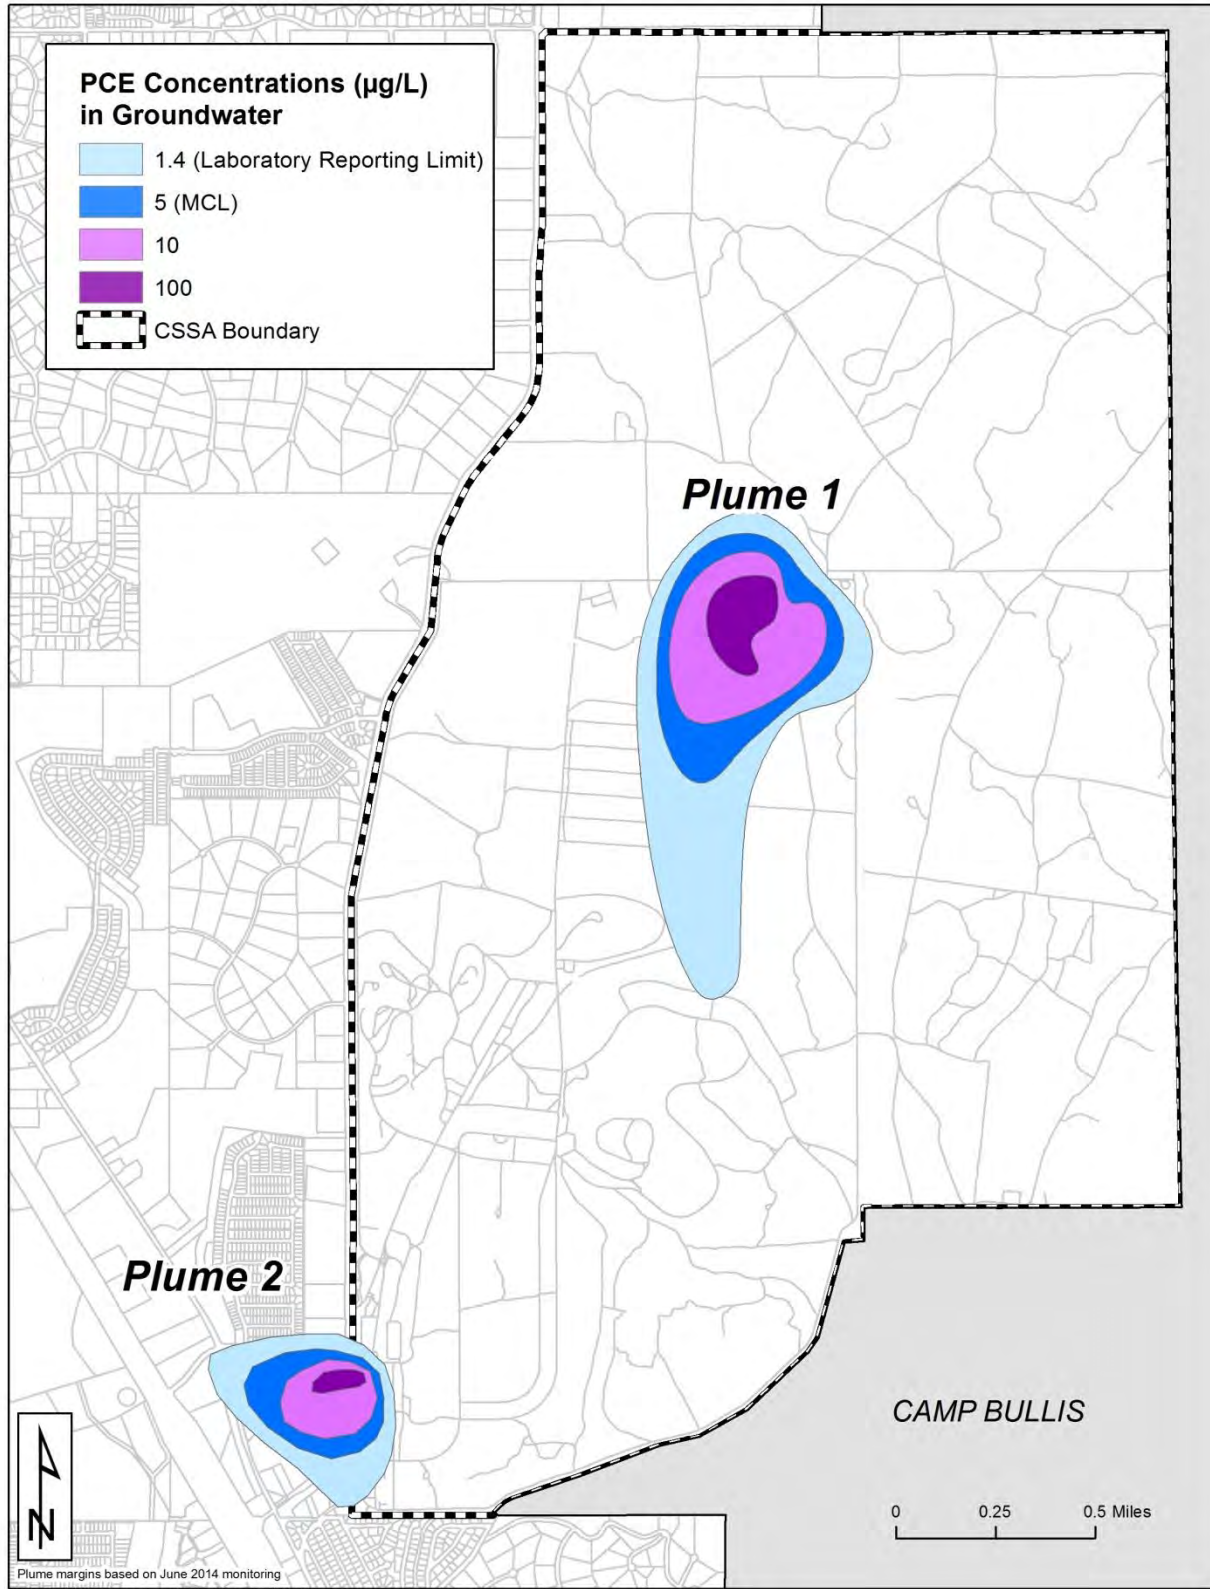 PCE Concentrations (µg/L)
in Groundwater
1.4 (Laboratory Reporting Limit)
5 (MCL)
10
100
CSSA Boundary
Plume 1
Plume 2
CAMP BULLIS
0 0.25 0.5 Miles
N
Plume margins based on June 2014 monitoring